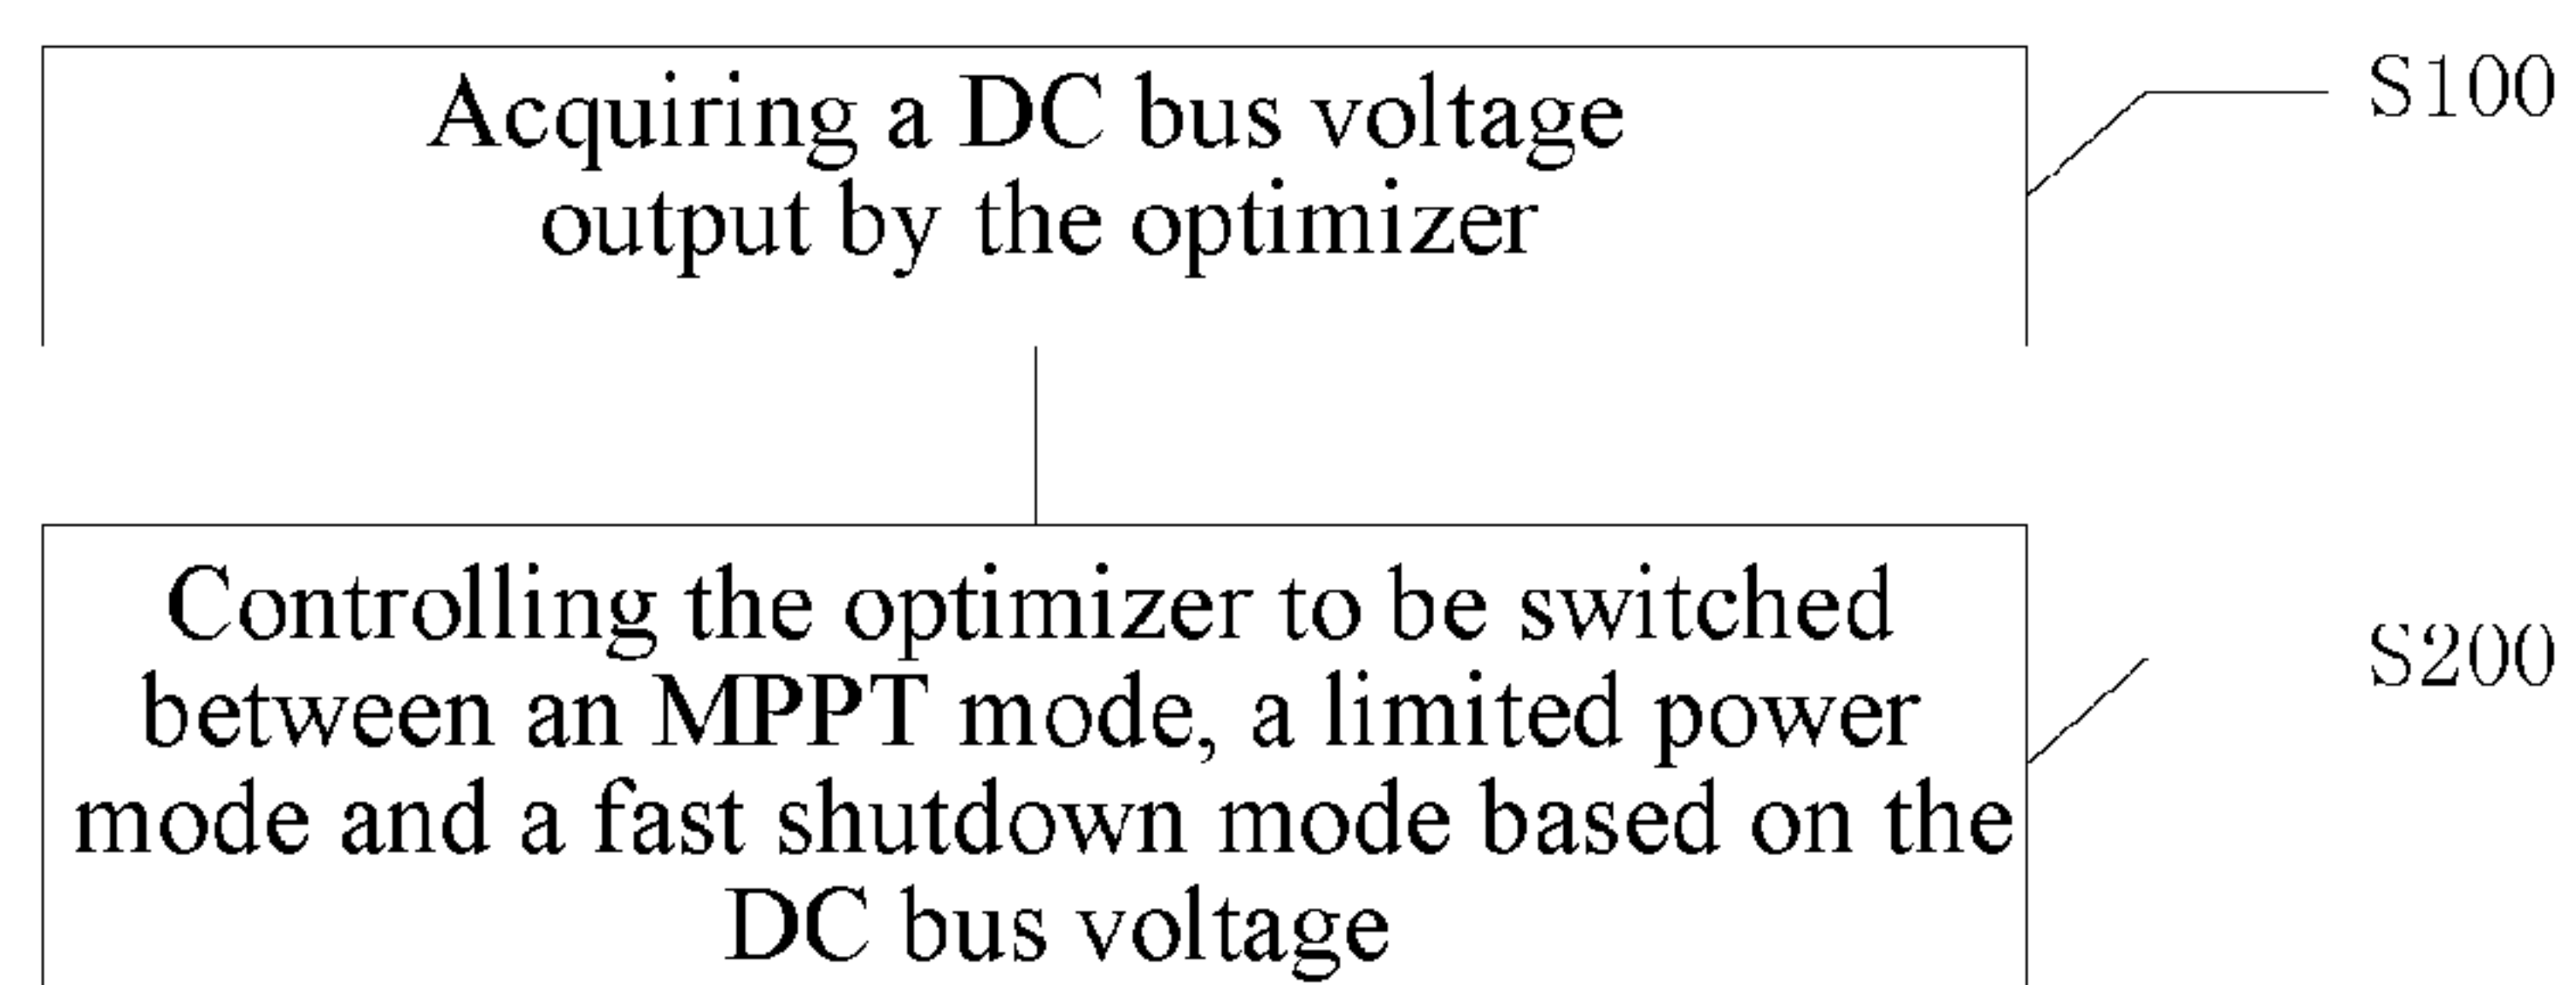 Acquiring a DC bus voltage
output by the optimizer
S100
Controlling the optimizer to be switched
between an MPPT mode, a limited power
mode and a fast shutdown mode based on the
DC bus voltage
S200